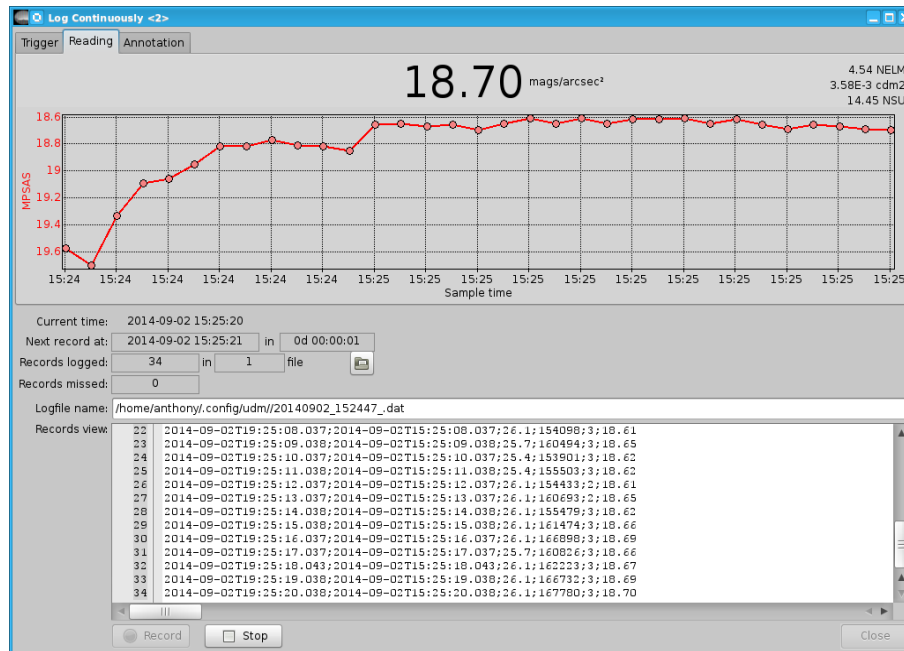 Log Continuously <2>
Trigger Reading Annotation
18.70 mags/arcsec²
4.54 NELM
3.58E-3 cdm2
14.45 NSU
18.6
18.8
19
19.2
19.4
19.6
MPSAS
15:24 15:24 15:24 15:24 15:24 15:24 15:25 15:25 15:25 15:25 15:25 15:25 15:25 15:25 15:25 15:25 15:25
Sample time
Current time: 2014-09-02 15:25:20
Next record at: 2014-09-02 15:25:21 in 0d 00:00:01
Records logged: 34 in 1 file
Records missed: 0
Logfile name: /home/anthony/.config/udm//20140902_152447_.dat
Records view:
22 2014-09-02T19:25:08.037;2014-09-02T15:25:08.037;26.1;154098;3;18.61
23 2014-09-02T19:25:09.038;2014-09-02T15:25:09.038;25.7;160494;3;18.65
24 2014-09-02T19:25:10.037;2014-09-02T15:25:10.037;25.4;153901;3;18.62
25 2014-09-02T19:25:11.038;2014-09-02T15:25:11.038;25.4;155503;3;18.62
26 2014-09-02T19:25:12.037;2014-09-02T15:25:12.037;26.1;154433;2;18.61
27 2014-09-02T19:25:13.037;2014-09-02T15:25:13.037;26.1;160693;2;18.65
28 2014-09-02T19:25:14.038;2014-09-02T15:25:14.038;26.1;155479;3;18.62
29 2014-09-02T19:25:15.038;2014-09-02T15:25:15.038;26.1;161474;3;18.66
30 2014-09-02T19:25:16.037;2014-09-02T15:25:16.037;26.1;166898;3;18.69
31 2014-09-02T19:25:17.037;2014-09-02T15:25:17.037;25.7;160826;3;18.66
32 2014-09-02T19:25:18.043;2014-09-02T15:25:18.043;26.1;162223;3;18.67
33 2014-09-02T19:25:19.038;2014-09-02T15:25:19.038;26.1;166732;3;18.69
34 2014-09-02T19:25:20.038;2014-09-02T15:25:20.038;26.1;167780;3;18.70
Record Stop Close